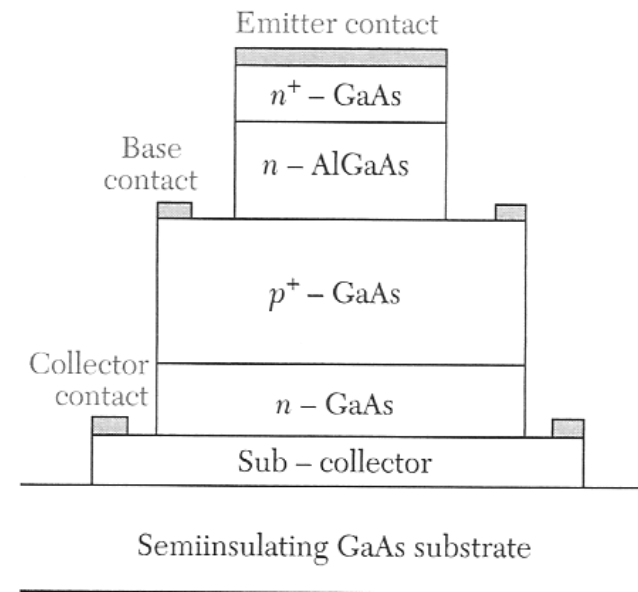 Emitter contact
n⁺ – GaAs
Base
contact
n – AlGaAs
p⁺ – GaAs
Collector
contact
n – GaAs
Sub – collector
Semiinsulating GaAs substrate